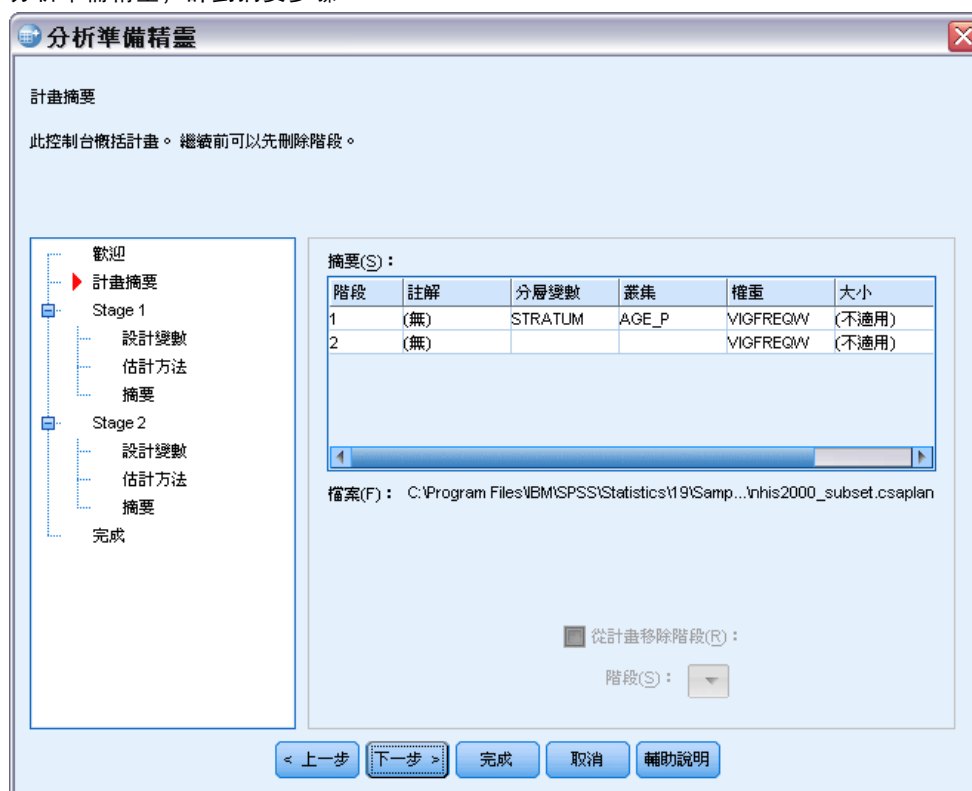 分析準備精靈
計畫摘要
此控制台概括計畫。 繼續前可以先刪除階段。
歡迎
計畫摘要
Stage 1
設計變數
估計方法
摘要
Stage 2
設計變數
估計方法
摘要
完成
摘要(S)：
階段 註解 分層變數 叢集 權重 大小
1 (無) STRATUM AGE_P VIGFREQW (不適用)
2 (無) VIGFREQW (不適用)
檔案(F)： C:\Program Files\IBM\SPSS\Statistics\19\Samp...\nhis2000_subset.csaplan
從計畫移除階段(R)：
階段(S)：
< 上一步 下一步 > 完成 取消 輔助說明